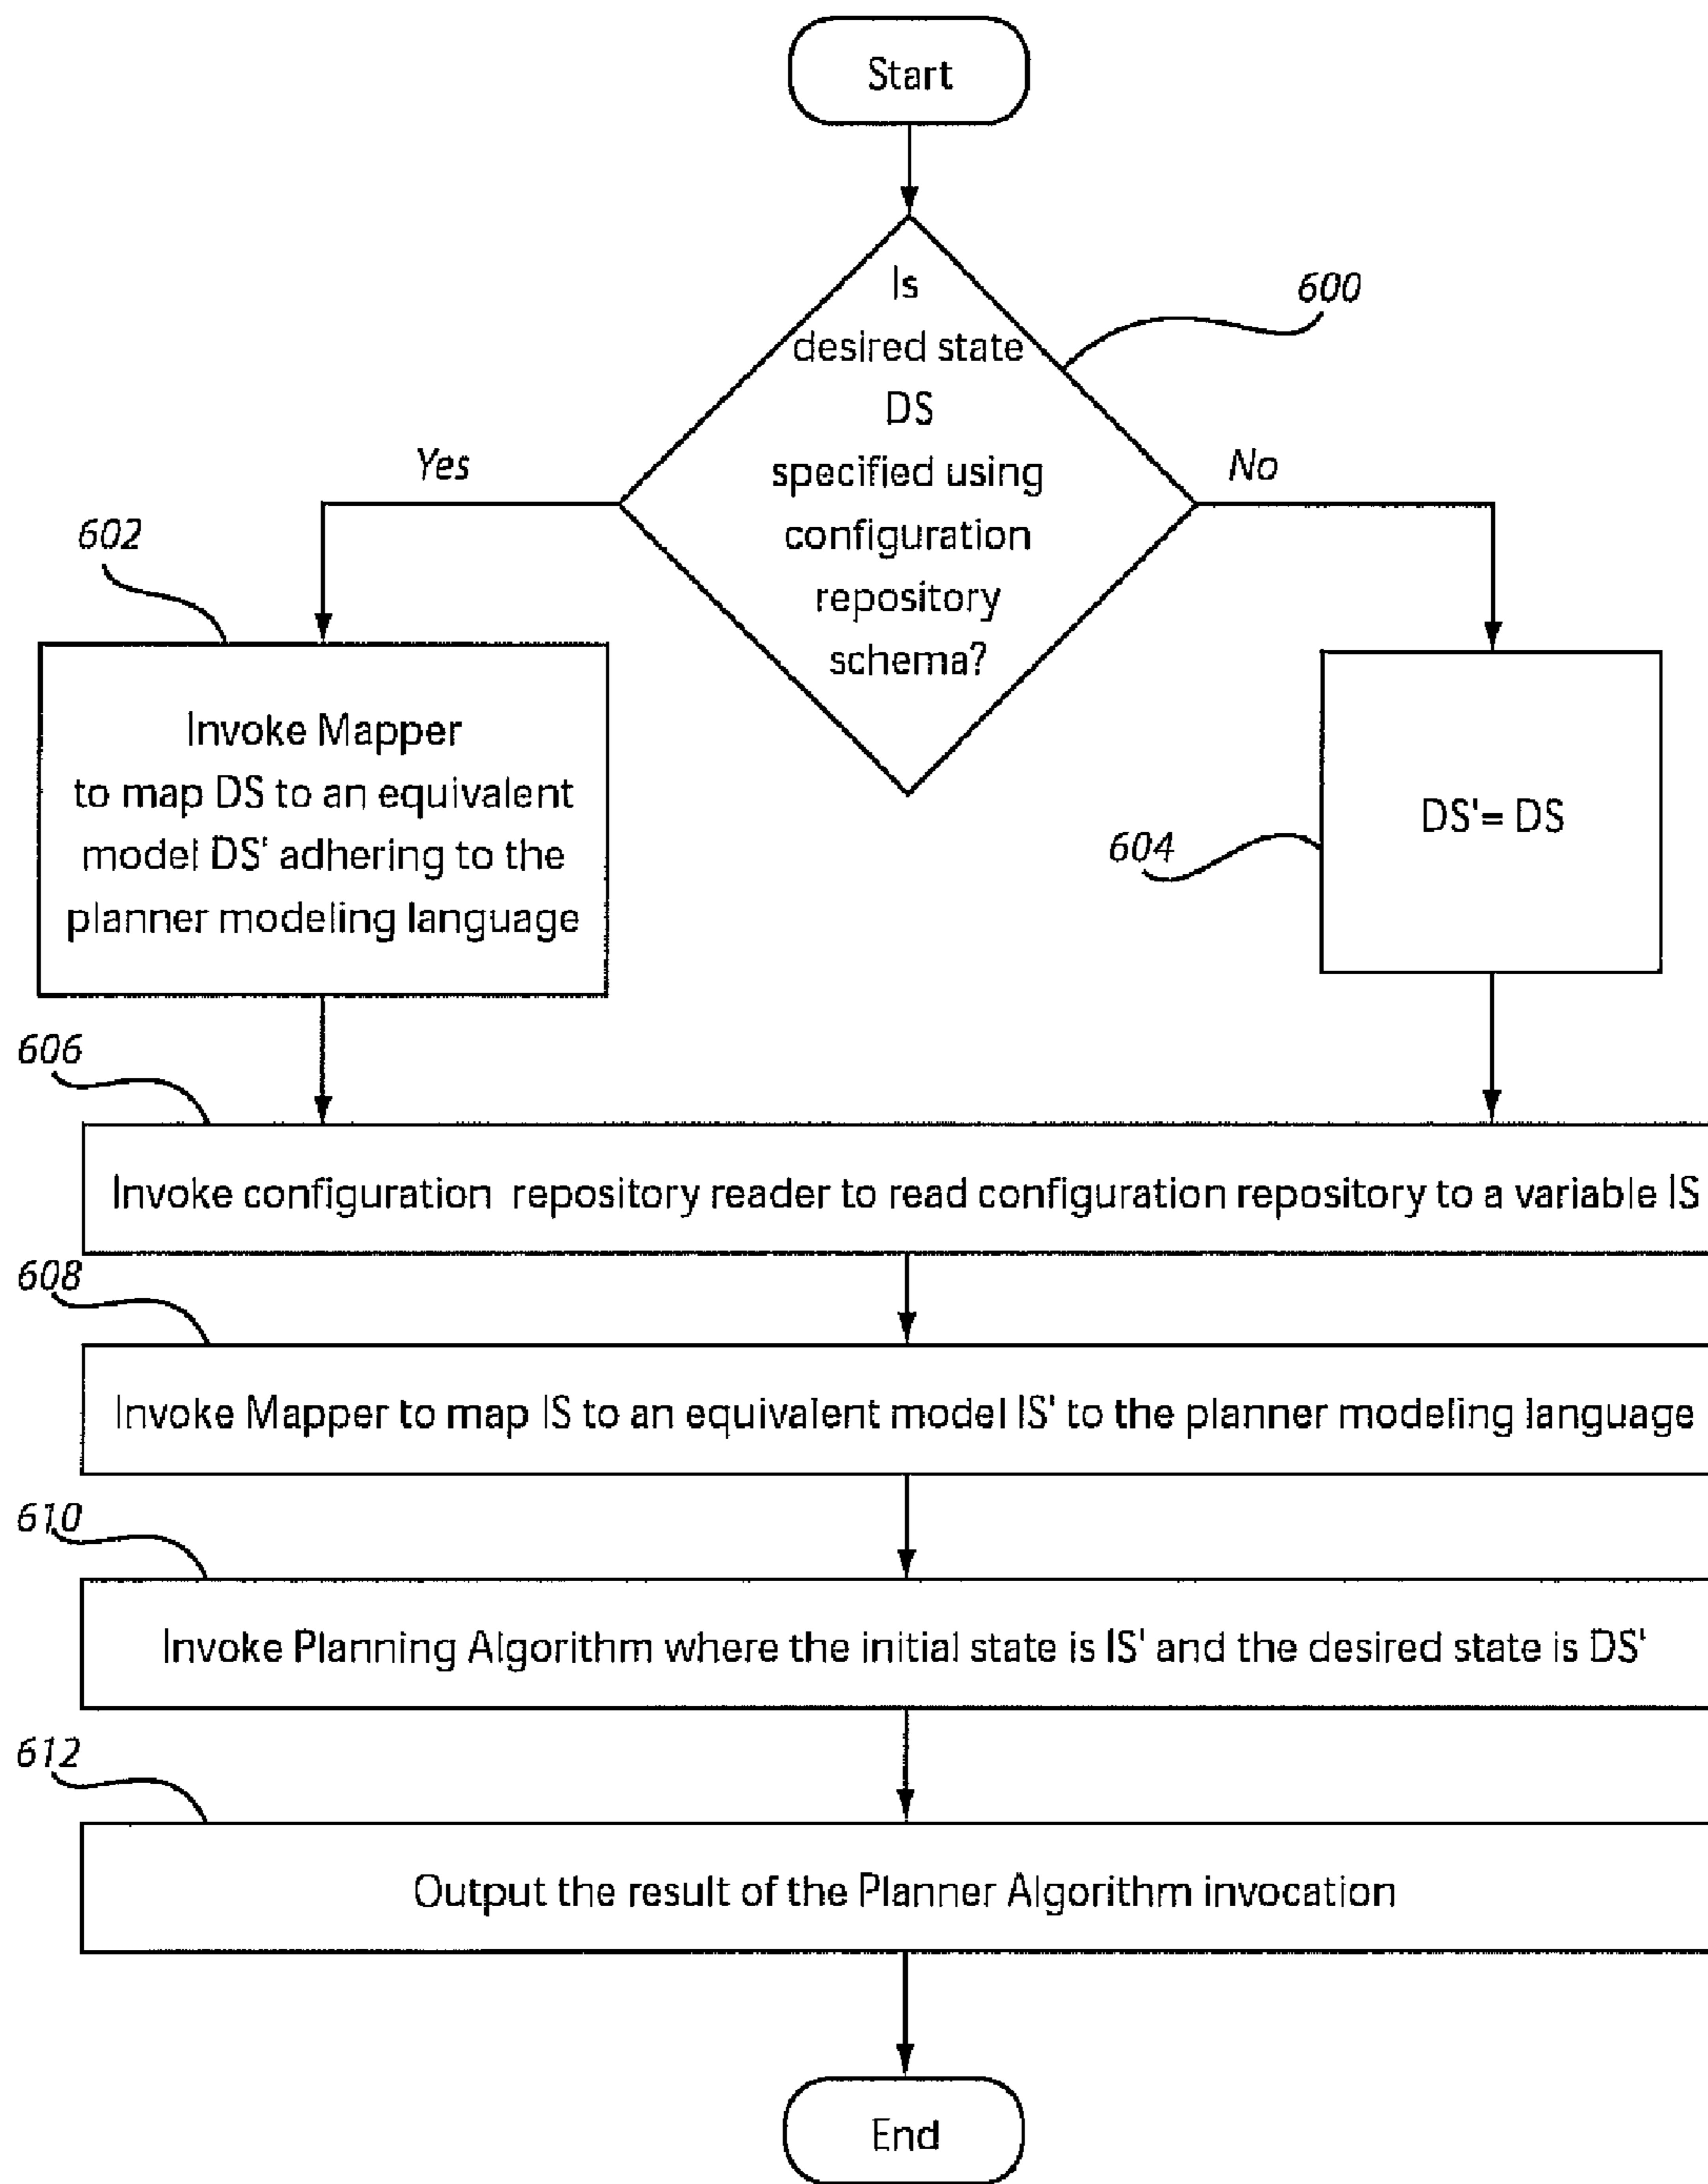 Start
Is
desired state
DS
specified using
configuration
repository
schema?
600
Yes
No
602
Invoke Mapper
to map DS to an equivalent
model DS' adhering to the
planner modeling language
604
DS'= DS
606
Invoke configuration repository reader to read configuration repository to a variable IS
608
Invoke Mapper to map IS to an equivalent model IS' to the planner modeling language
610
Invoke Planning Algorithm where the initial state is IS' and the desired state is DS'
612
Output the result of the Planner Algorithm invocation
End